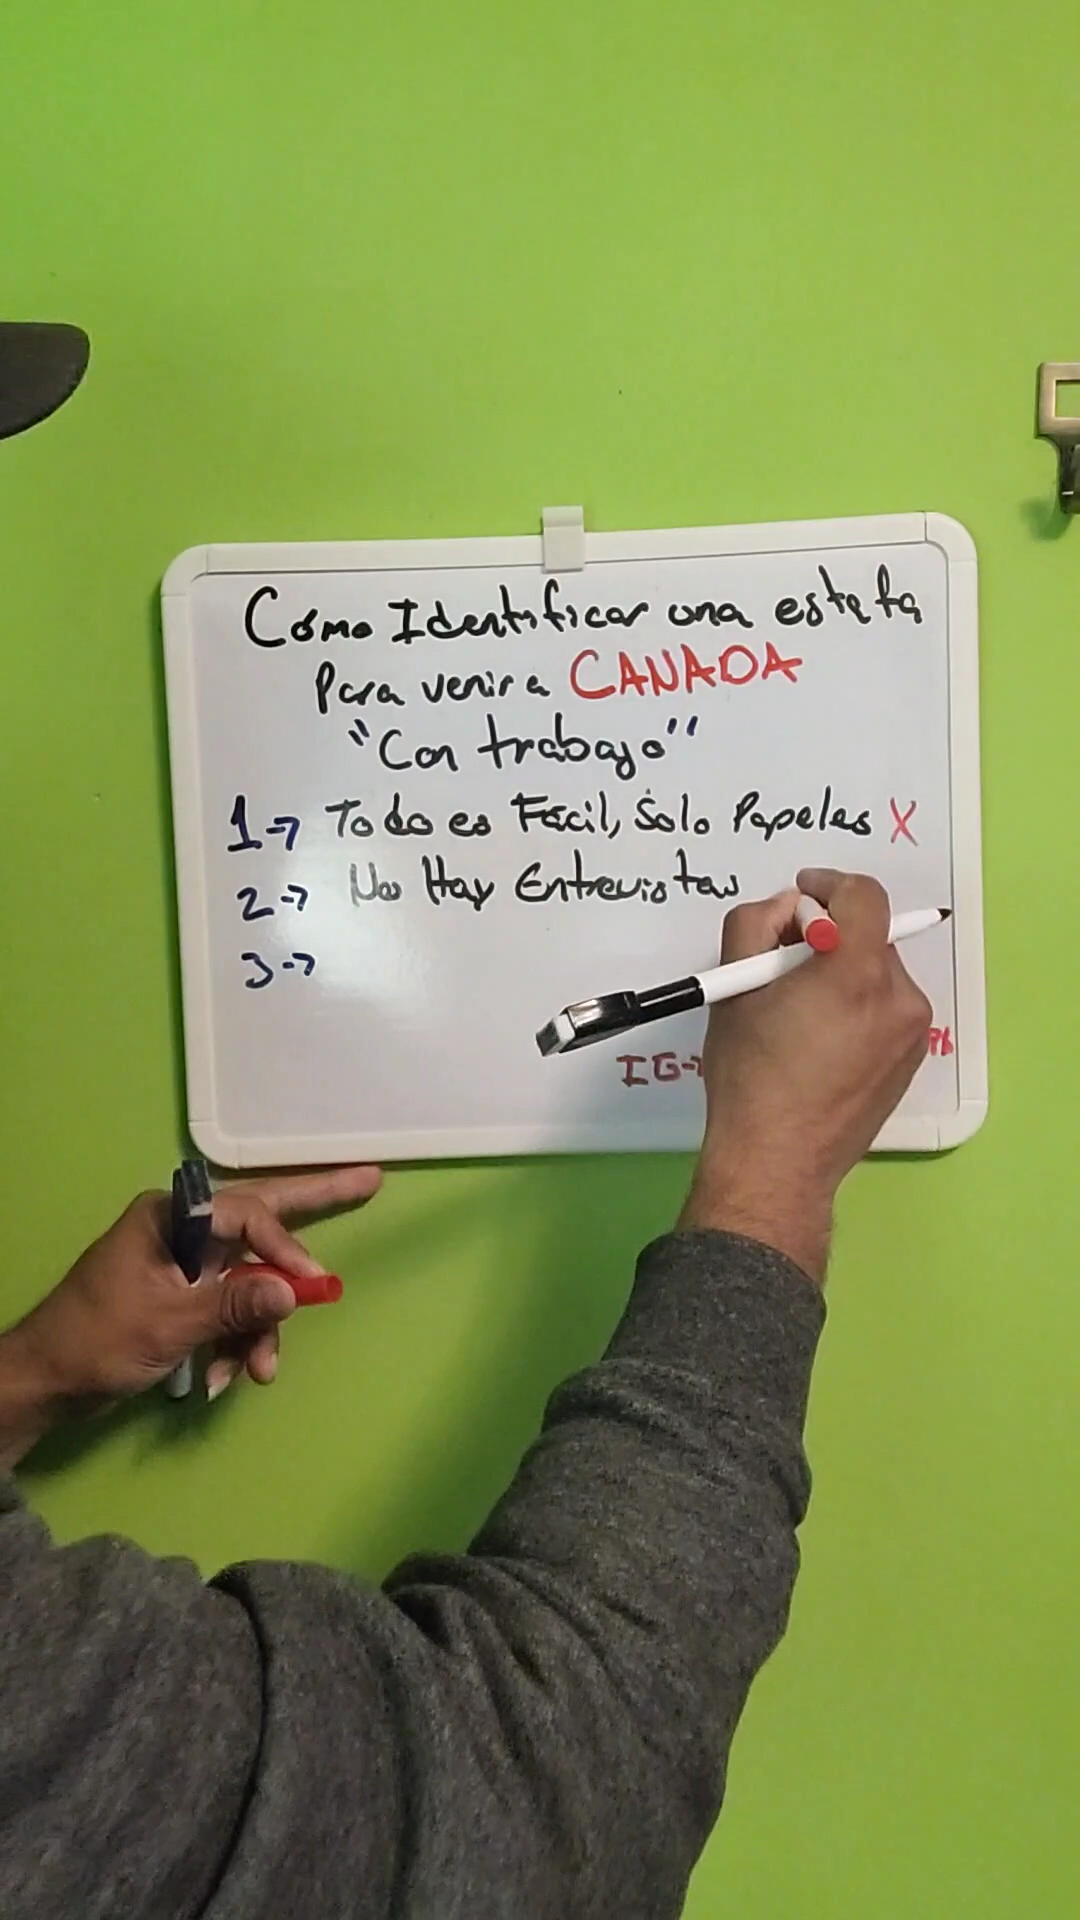 Cómo Identificar una estafa
Para venir a CANADA
"Con trabajo"
1-> Todo es Fácil, Solo Papeles X
2-> No Hay Entrevistas
3->
IG->